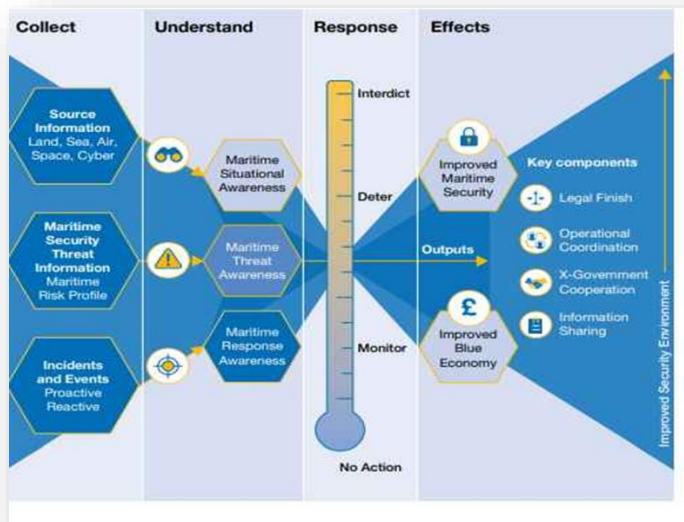 Collect
Understand
Response
Effects
Source
Information
Land, Sea, Air,
Space, Cyber
Maritime
Security
Threat
Information
Maritime
Risk Profile
Incidents
and Events
Proactive
Reactive
Maritime
Situational
Awareness
Maritime
Threat
Awareness
Maritime
Response
Awareness
Interdict
Deter
Monitor
No Action
Improved
Maritime
Security
Outputs
£
Improved
Blue
Economy
Key components
Legal Finish
Operational
Coordination
X-Government
Cooperation
Information
Sharing
Improved Security Environment